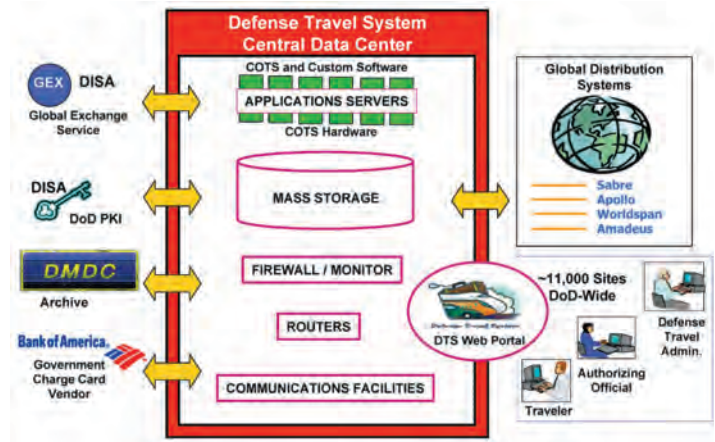 Defense Travel System
Central Data Center
GEX DISA
Global Exchange
Service
DISA
DoD PKI
DMDC
Archive
Bank of America.
Government
Charge Card
Vendor
COTS and Custom Software
APPLICATIONS SERVERS
COTS Hardware
MASS STORAGE
FIREWALL / MONITOR
ROUTERS
COMMUNICATIONS FACILITIES
Defense Travel System
DTS Web Portal
Global Distribution
Systems
Sabre
Apollo
Worldspan
Amadeus
~11,000 Sites
DoD-Wide
Defense
Travel
Admin.
Authorizing
Official
Traveler